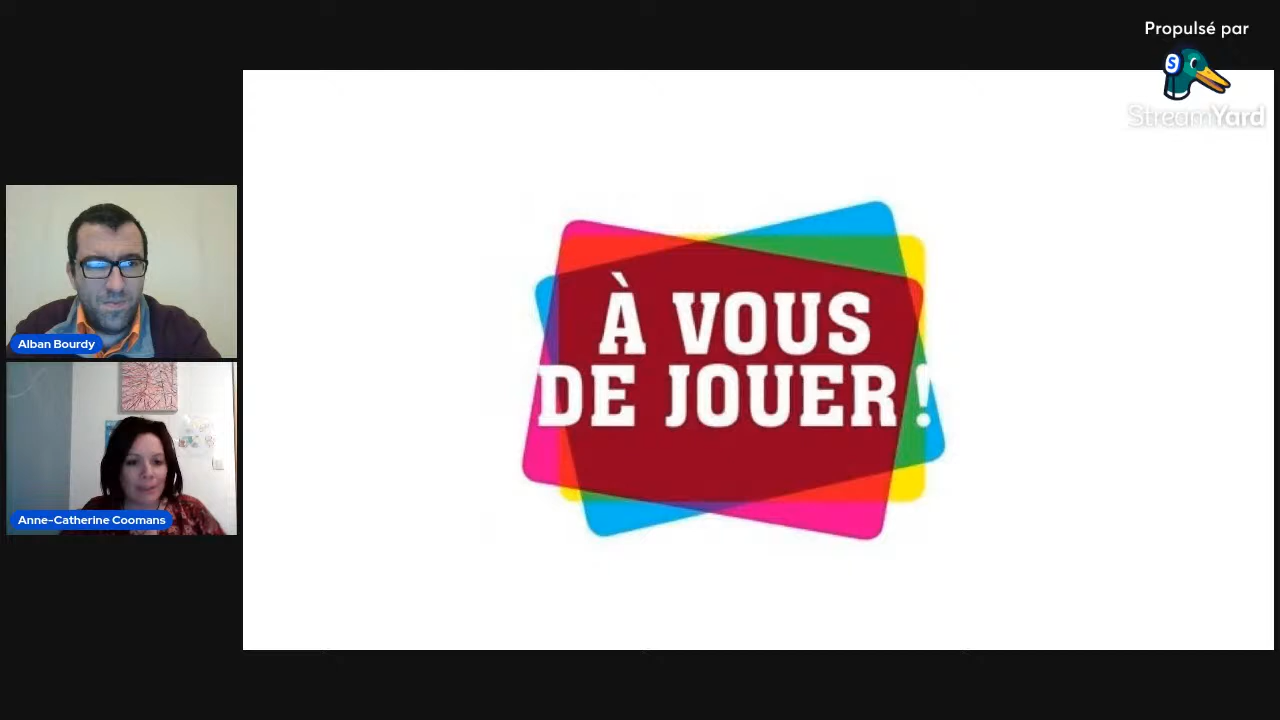 Propulsé par
S
StreamYard
À VOUS
DE JOUER !
Alban Bourdy
Anne-Catherine Coomans